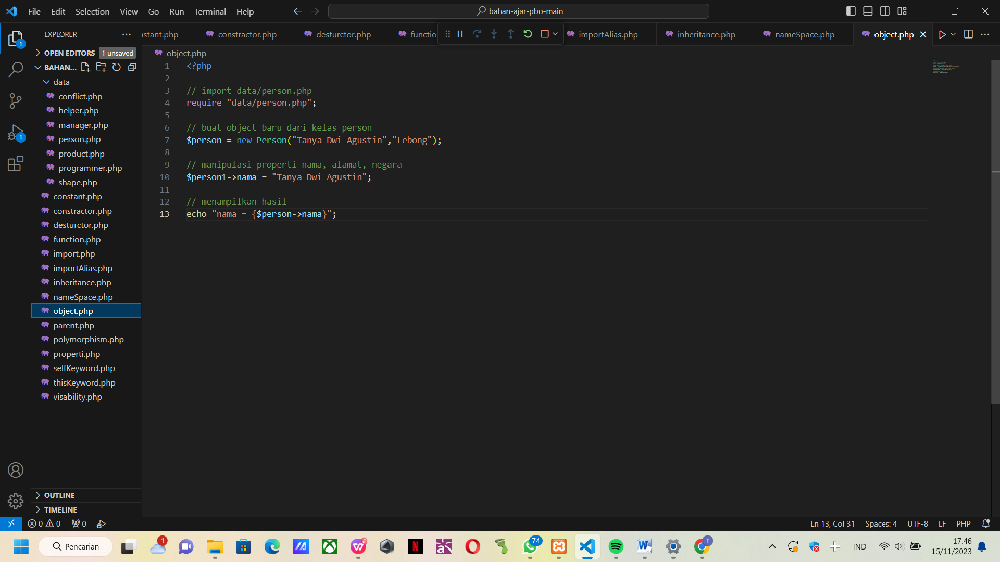 File Edit Selection View Go Run Terminal Help
bahan-ajar-pbo-main
EXPLORER
stant.php
constractor.php
desturctor.php
functio
importAlias.php
inheritance.php
nameSpace.php
object.php
OPEN EDITORS 1 unsaved
BAHAN...
data
conflict.php
helper.php
manager.php
person.php
product.php
programmer.php
shape.php
constant.php
constractor.php
desturctor.php
function.php
import.php
importAlias.php
inheritance.php
nameSpace.php
object.php
parent.php
polymorphism.php
properti.php
selfKeyword.php
thisKeyword.php
visability.php
OUTLINE
TIMELINE
1
1
object.php
1 <?php
2
3 // import data/person.php
4 require "data/person.php";
5
6 // buat object baru dari kelas person
7 $person = new Person("Tanya Dwi Agustin","Lebong");
8
9 // manipulasi properti nama, alamat, negara
10 $person1->nama = "Tanya Dwi Agustin";
11
12 // menampilkan hasil
13 echo "nama = {$person->nama}";
0 0 0
Ln 13, Col 31 Spaces: 4 UTF-8 LF PHP
Pencarian
1
74
T
IND
17.46
15/11/2023